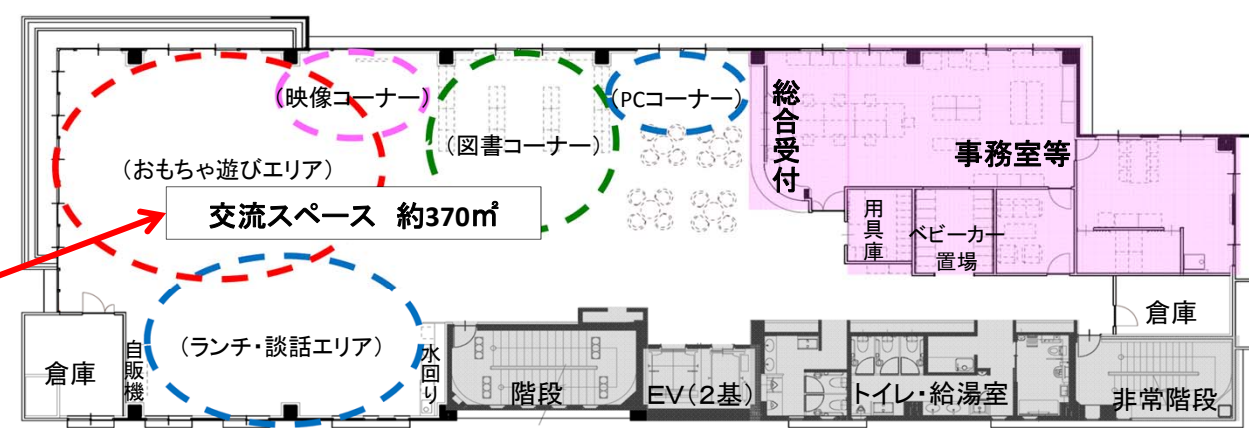 (映像コーナー)
(図書コーナー)
(PCコーナー)
総合受付
事務室等
(おもちゃ遊びエリア)
交流スペース 約370㎡
用具庫
ベビーカー
置場
倉庫
(ランチ・談話エリア)
倉庫
自販機
水回り
階段
EV(2基)
トイレ・給湯室
非常階段